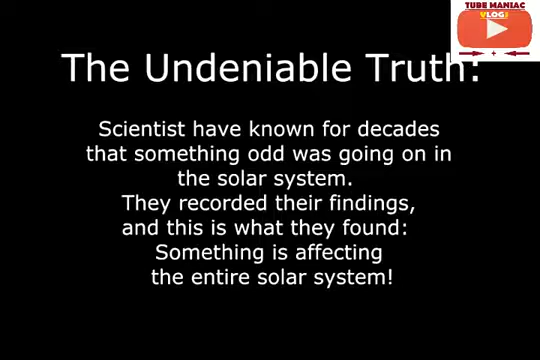 TUBE MANIAC
VLOGS
The Undeniable Truth:
Scientist have known for decades
that something odd was going on in
the solar system.
They recorded their findings,
and this is what they found:
Something is affecting
the entire solar system!